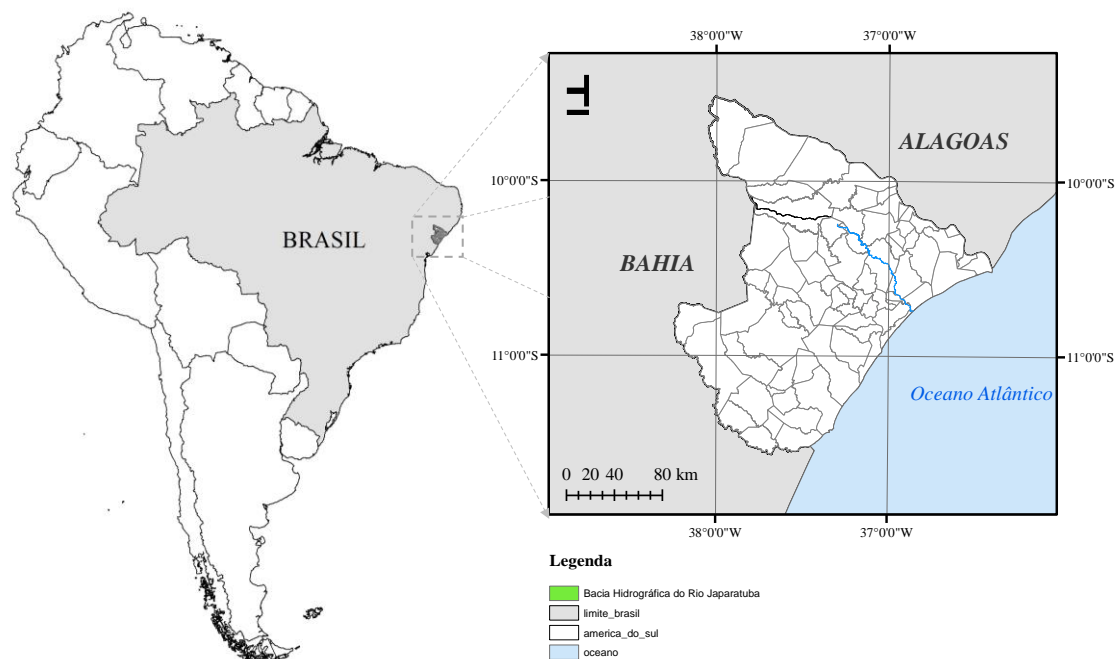 38°0'0"W 37°0'0"W
ALAGOAS
10°0'0"S 10°0'0"S
BRASIL
BAHIA
11°0'0"S 11°0'0"S
Oceano Atlântico
0 20 40 80 km
38°0'0"W 37°0'0"W
Legenda
Bacia Hidrográfica do Rio Japaratuba
limite_brasil
america_do_sul
oceano